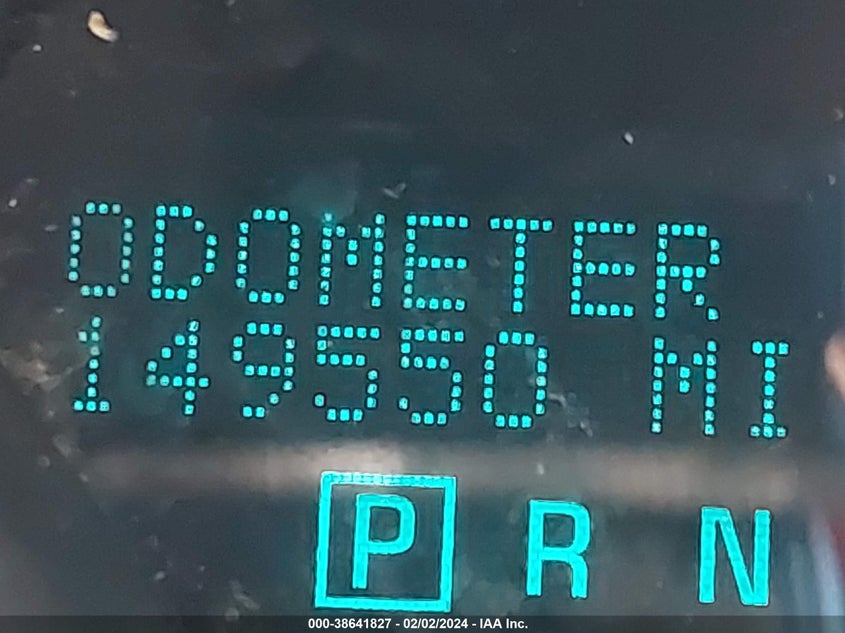 ODOMETER
149550 MI
P R N
000-38641827 - 02/02/2024 - IAA Inc.